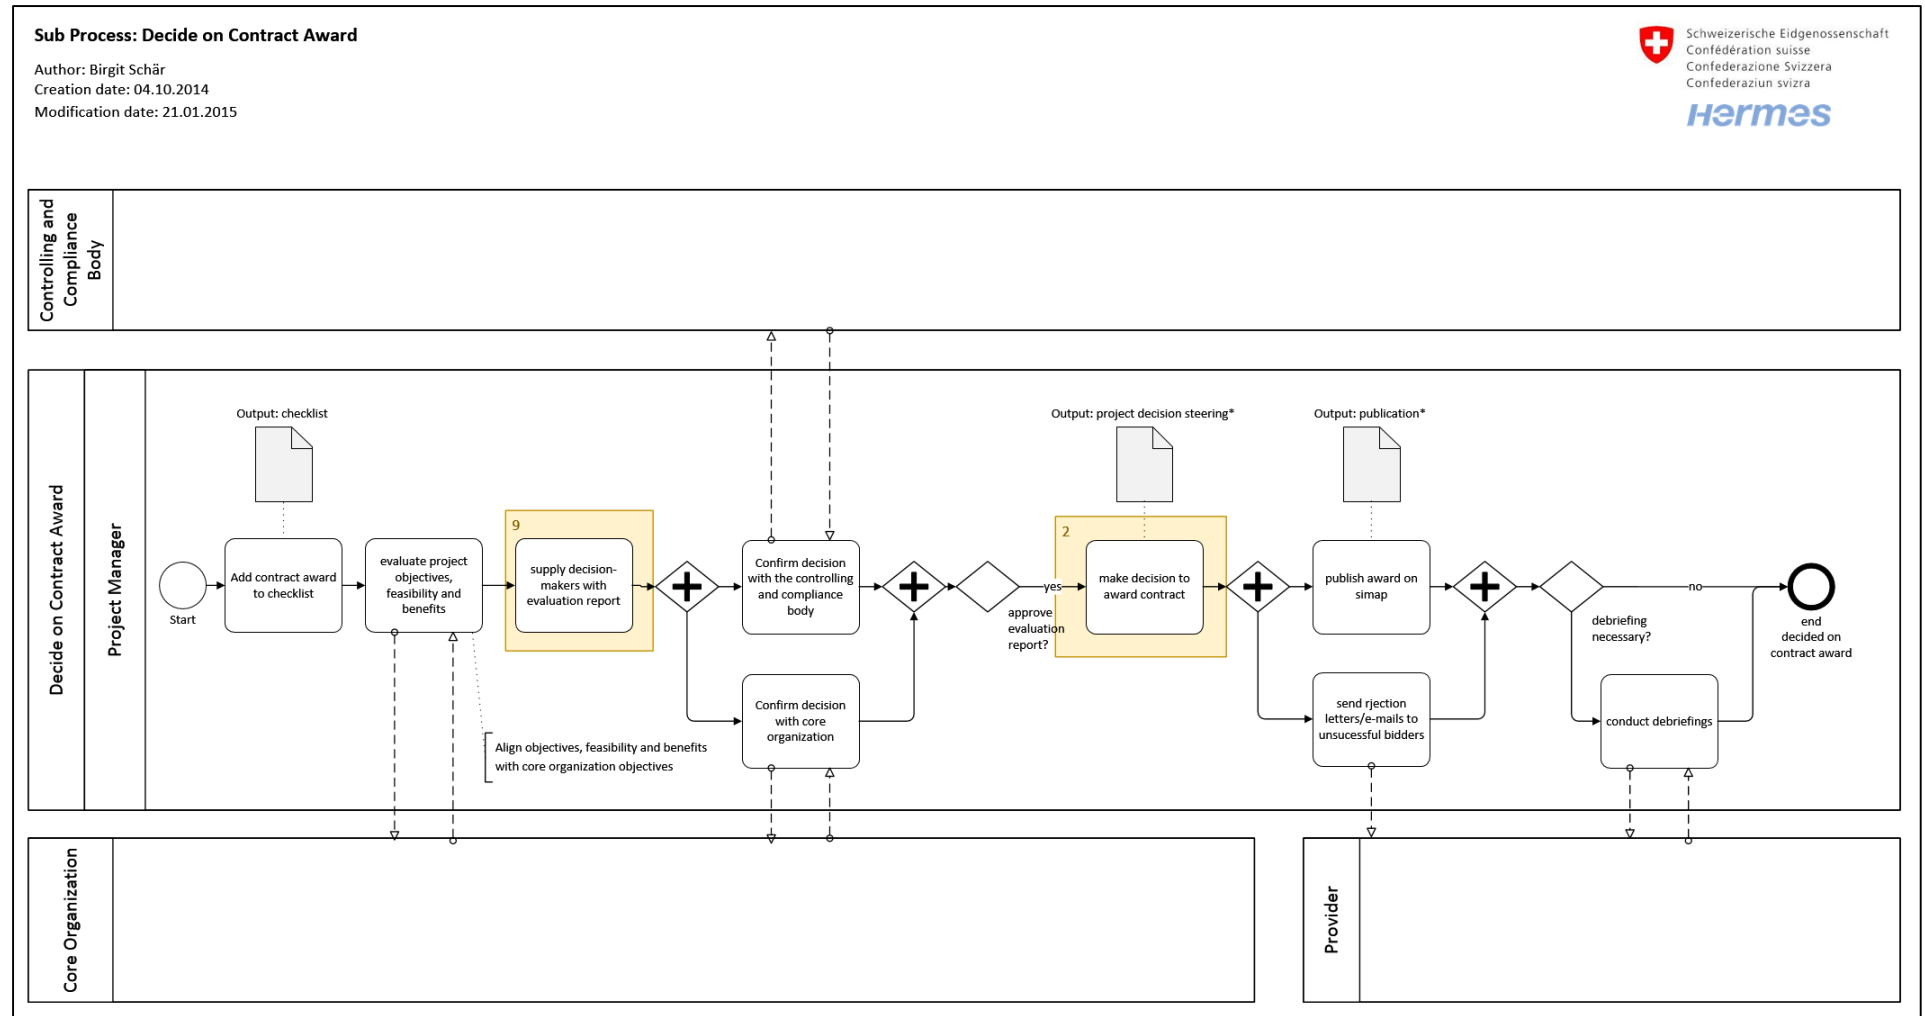 Sub Process: Decide on Contract Award
Author: Birgit Schär
Creation date: 04.10.2014
Modification date: 21.01.2015
Schweizerische Eidgenossenschaft
Confédération suisse
Confederazione Svizzera
Confederaziun svizra
Hermes
Controlling and
Compliance
Body
Decide on Contract Award
Project Manager
Output: checklist
Output: project decision steering*
Output: publication*
Start
Add contract award
to checklist
evaluate project
objectives,
feasibility and
benefits
9
supply decision-
makers with
evaluation report
Confirm decision
with the controlling
and compliance
body
Confirm decision
with core
organization
Align objectives, feasibility and benefits
with core organization objectives
yes
approve
evaluation
report?
2
make decision to
award contract
publish award on
simap
send rjection
letters/e-mails to
unsucessful bidders
no
debriefing
necessary?
conduct debriefings
end
decided on
contract award
Core Organization
Provider